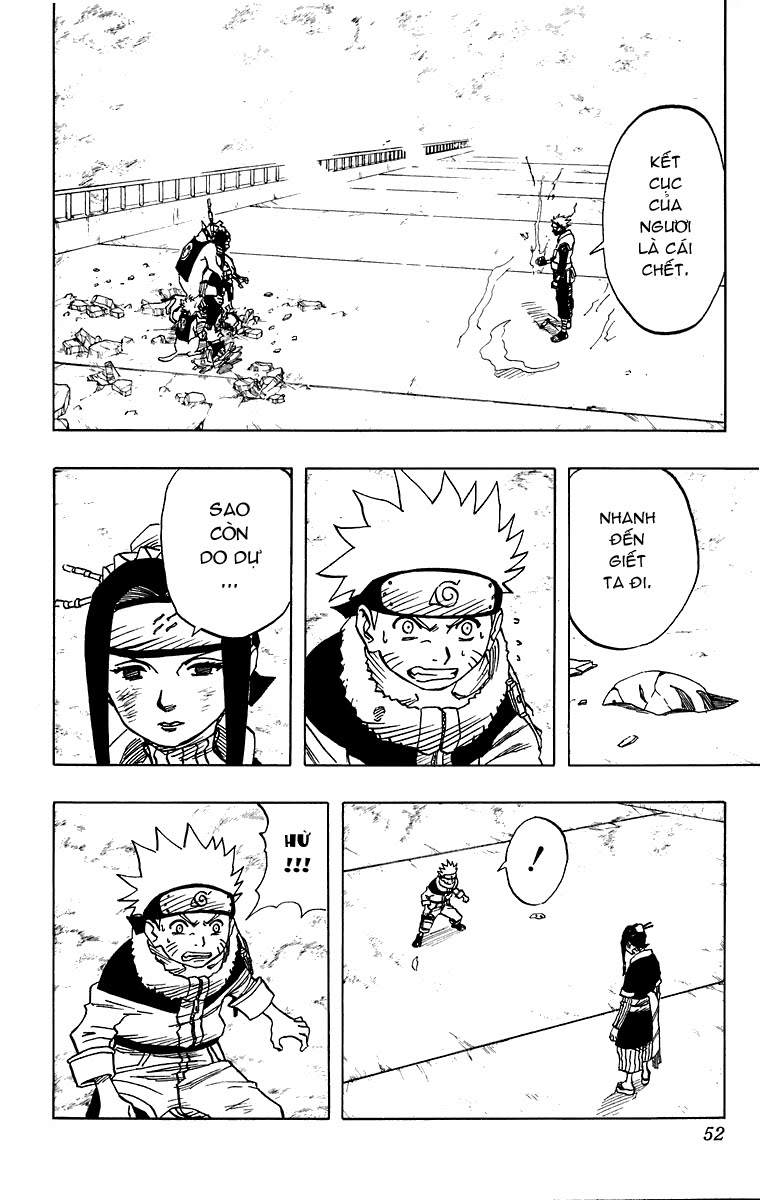 KẾT
CỤC
CỦA
NGƯƠI
LÀ CÁI
CHẾT.
NHANH
ĐẾN
GIẾT
TA ĐI.
SAO
CÒN
DO DỰ
...
!
HỪ
!!!
52